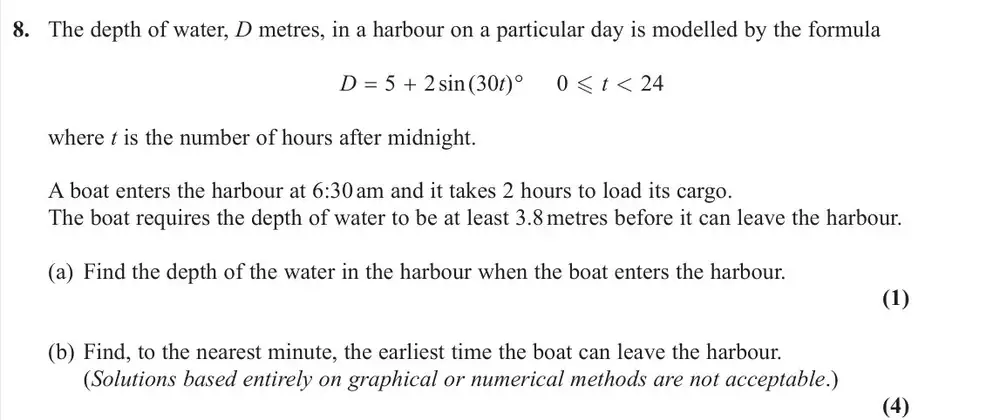 8. The depth of water, D metres, in a harbour on a particular day is modelled by the formula
D = 5 + 2 sin (30t)° 0 ⩽ t < 24
where t is the number of hours after midnight.
A boat enters the harbour at 6:30 am and it takes 2 hours to load its cargo.
The boat requires the depth of water to be at least 3.8 metres before it can leave the harbour.
(a) Find the depth of the water in the harbour when the boat enters the harbour.
(1)
(b) Find, to the nearest minute, the earliest time the boat can leave the harbour.
(Solutions based entirely on graphical or numerical methods are not acceptable.)
(4)